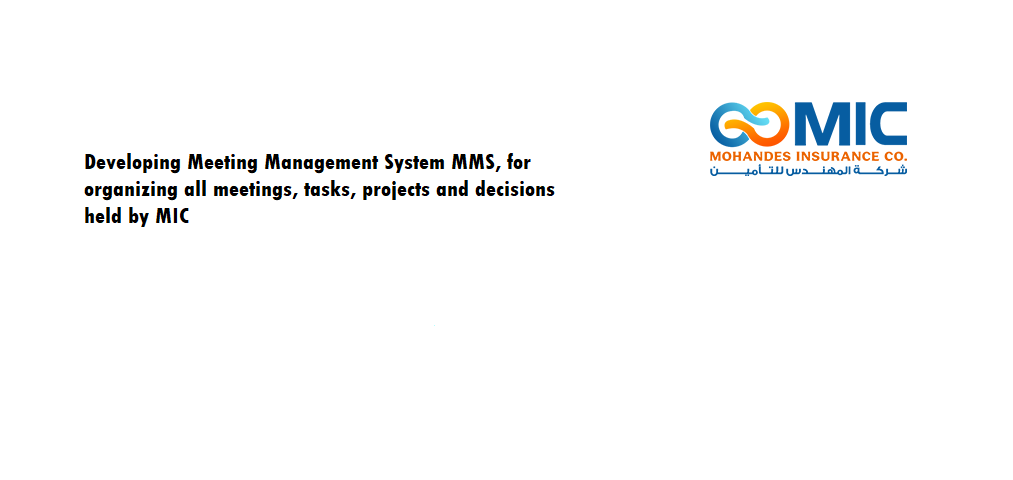 Developing Meeting Management System MMS, for
organizing all meetings, tasks, projects and decisions
held by MIC
MIC
MOHANDES INSURANCE CO.
شركة المهندس للتأمين